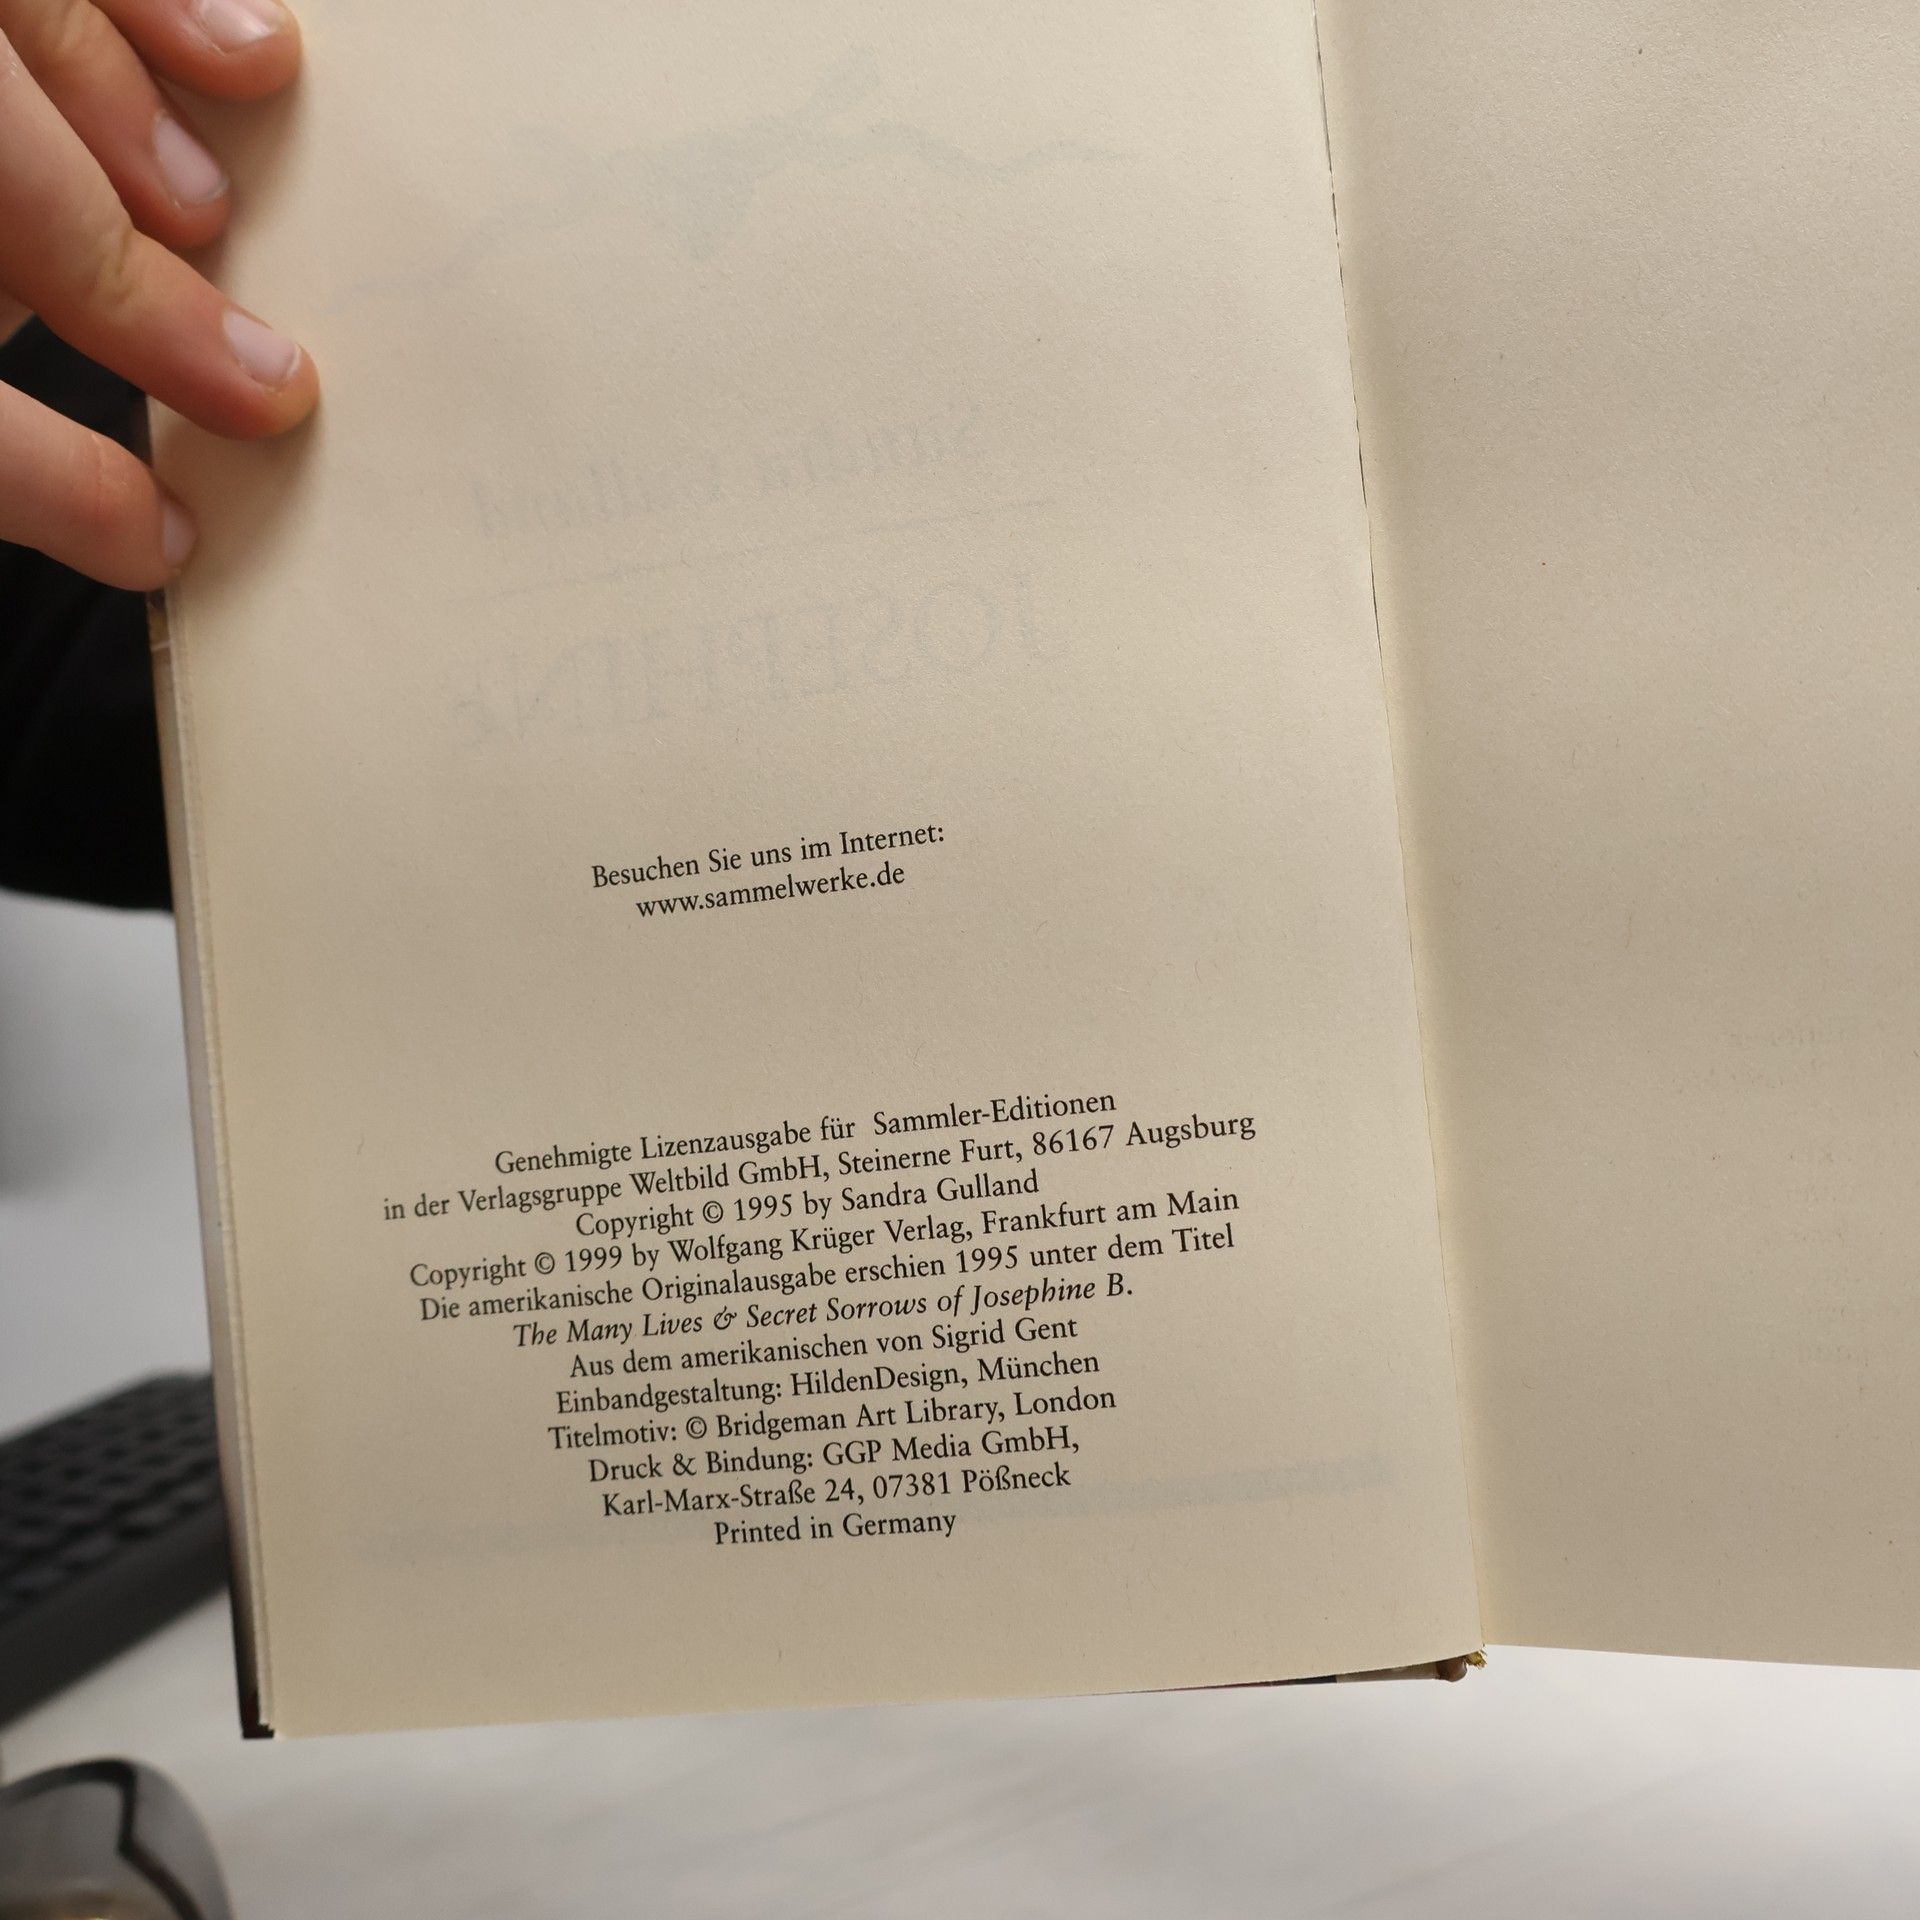 Besuchen Sie uns im Internet:
www.sammelwerke.de
Genehmigte Lizenzausgabe für Sammler-Editionen
in der Verlagsgruppe Weltbild GmbH, Steinerne Furt, 86167 Augsburg
Copyright © 1995 by Sandra Gulland
Copyright © 1999 by Wolfgang Krüger Verlag, Frankfurt am Main
Die amerikanische Originalausgabe erschien 1995 unter dem Titel
The Many Lives & Secret Sorrows of Josephine B.
Aus dem amerikanischen von Sigrid Gent
Einbandgestaltung: HildenDesign, München
Titelmotiv: © Bridgeman Art Library, London
Druck & Bindung: GGP Media GmbH,
Karl-Marx-Straße 24, 07381 Pößneck
Printed in Germany